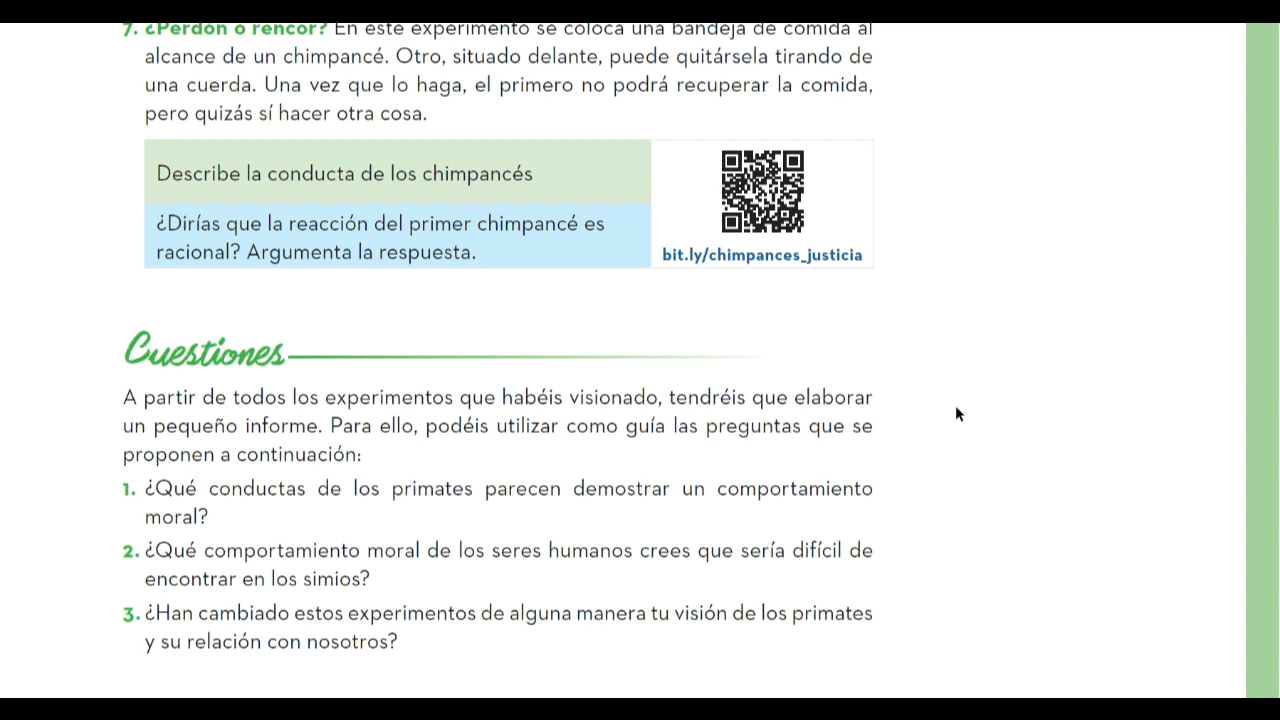 7. ¿Perdón o rencor? En este experimento se coloca una bandeja de comida al
alcance de un chimpancé. Otro, situado delante, puede quitársela tirando de
una cuerda. Una vez que lo haga, el primero no podrá recuperar la comida,
pero quizás sí hacer otra cosa.
Describe la conducta de los chimpancés
¿Dirías que la reacción del primer chimpancé es
racional? Argumenta la respuesta.
bit.ly/chimpances_justicia
Cuestiones
A partir de todos los experimentos que habéis visionado, tendréis que elaborar
un pequeño informe. Para ello, podéis utilizar como guía las preguntas que se
proponen a continuación:
1. ¿Qué conductas de los primates parecen demostrar un comportamiento
moral?
2. ¿Qué comportamiento moral de los seres humanos crees que sería difícil de
encontrar en los simios?
3. ¿Han cambiado estos experimentos de alguna manera tu visión de los primates
y su relación con nosotros?